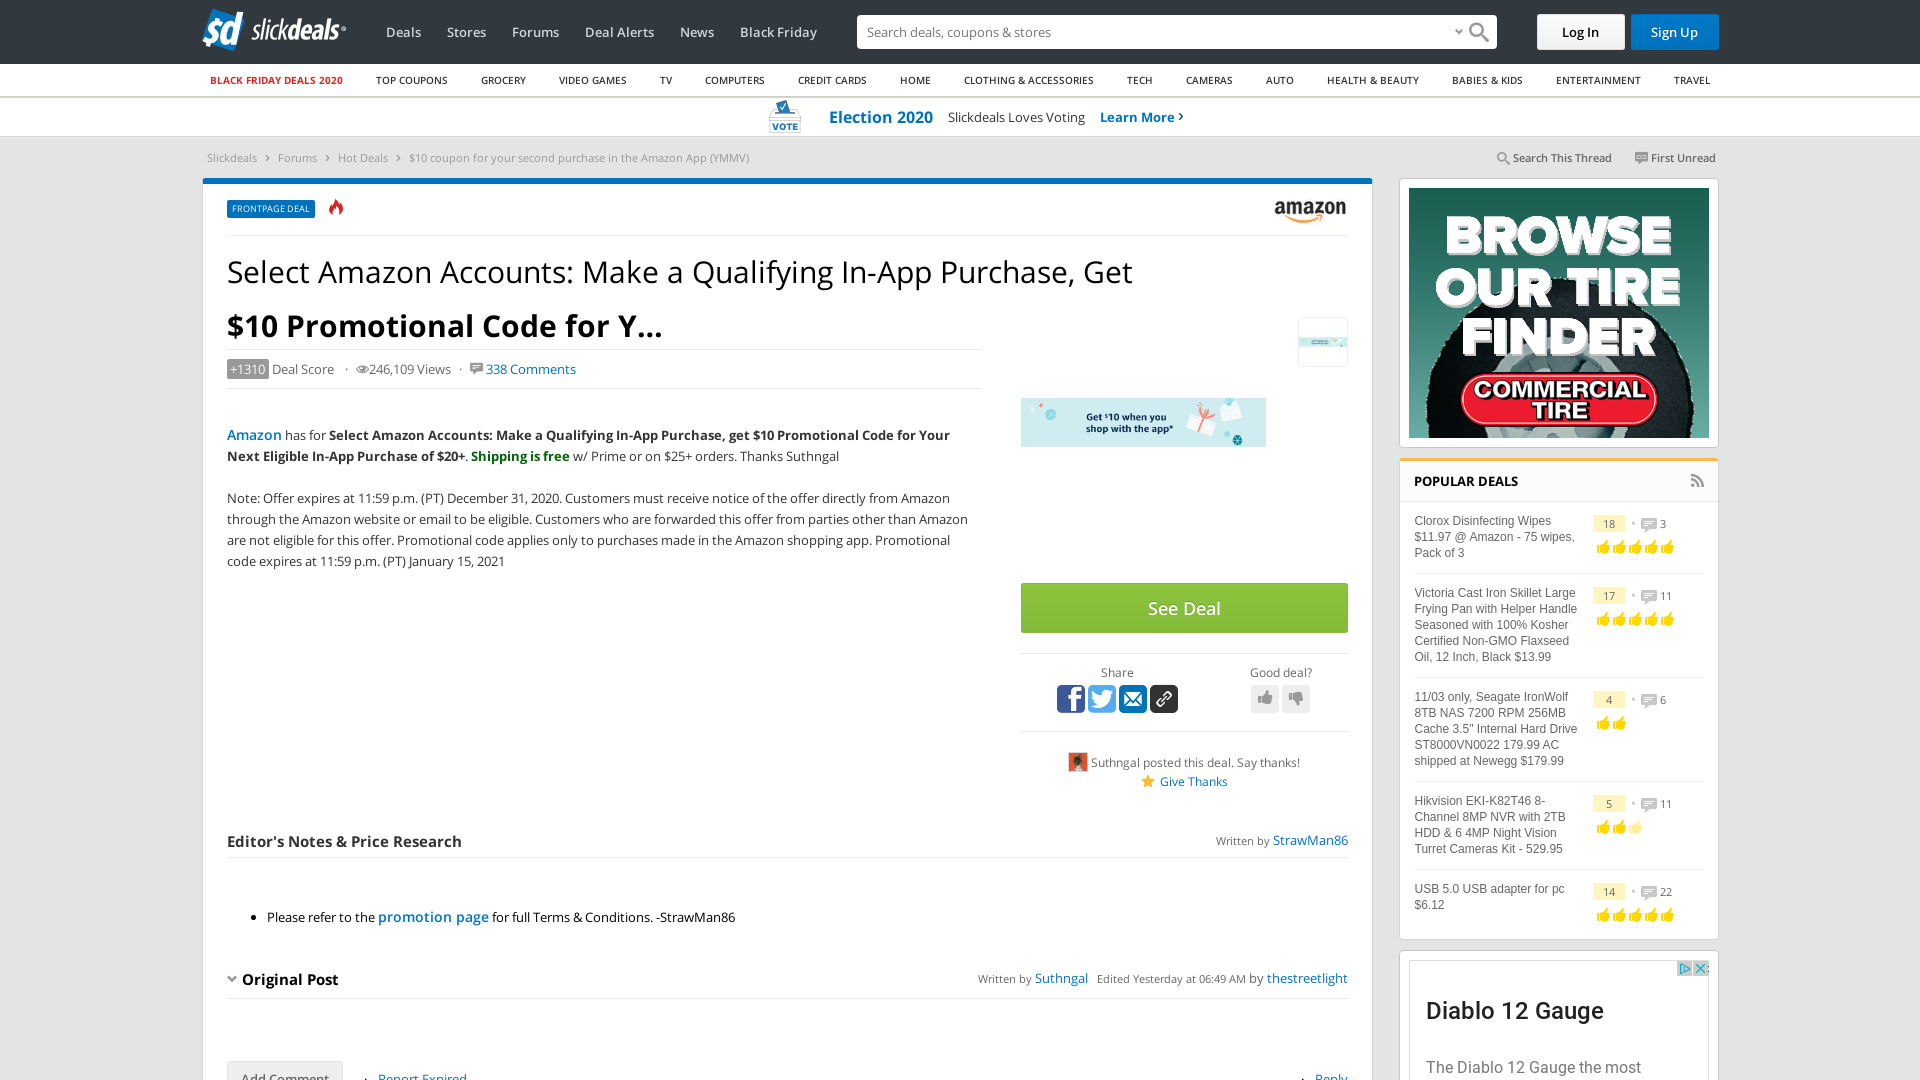 sd slickdeals
Deals
Stores
Forums
Deal Alerts
News
Black Friday
Search deals, coupons & shares
Log In
Sign Up
BLACK FRIDAY DEALS 2020
TOP COUPONS
GROCERY
VIDEO GAMES
TV
COMPUTERS
CREDIT CARDS
HOME
CLOTHING & ACCESSORIES
TECH
CAMERAS
AUTO
HEALTH & BEAUTY
BABIES & KIDS
ENTERTAINMENT
TRAVEL
VOTE
Election 2020 Slickdeals Loves Voting Learn More
Slickdeals > Forums > Hot Deals > $10 coupon for your second purchase in the Amazon App (YMMV)
Search This Thread
First Unread
FRONTPAGE DEAL
amazon
Select Amazon Accounts: Make a Qualifying In-App Purchase, Get
$10 Promotional Code for Y...
+1310 Deal Score · 246,109 Views · 338 Comments
Amazon has for Select Amazon Accounts: Make a Qualifying In-App Purchase, get $10 Promotional Code for Your
Next Eligible In-App Purchase of $20+. Shipping is free w/ Prime or on $25+ orders. Thanks Suthngal
Note: Offer expires at 11:59 p.m. (PT) December 31, 2020. Customers must receive notice of the offer directly from Amazon
through the Amazon website or email to be eligible. Customers who are forwarded this offer from parties other than Amazon
are not eligible for this offer. Promotional code applies only to purchases made in the Amazon shopping app. Promotional
code expires at 11:59 p.m. (PT) January 15, 2021
Get $10 when you
shop with the app*
See Deal
Share
Good deal?
Suthngal posted this deal. Say thanks!
Give Thanks
Editor's Notes & Price Research
Written by StrawMan86
• Please refer to the promotion page for full Terms & Conditions. -StrawMan86
Original Post
Written by Suthngal Edited Yesterday at 06:49 AM by thestreetlight
Add Comment
Report Expired
Reply
BROWSE
OUR TIRE
FINDER
COMMERCIAL
TIRE
POPULAR DEALS
Clorox Disinfecting Wipes
$11.97 @ Amazon - 75 wipes,
Pack of 3
18 • 3
Victoria Cast Iron Skillet Large
Frying Pan with Helper Handle
Seasoned with 100% Kosher
Certified Non-GMO Flaxseed
Oil, 12 Inch, Black $13.99
17 • 11
11/03 only, Seagate IronWolf
8TB NAS 7200 RPM 256MB
Cache 3.5" Internal Hard Drive
ST8000VN0022 179.99 AC
shipped at Newegg $179.99
4 • 6
Hikvision EKI-K82T46 8-
Channel 8MP NVR with 2TB
HDD & 6 4MP Night Vision
Turret Cameras Kit - 529.95
5 • 11
USB 5.0 USB adapter for pc
$6.12
14 • 22
Diablo 12 Gauge
The Diablo 12 Gauge the most